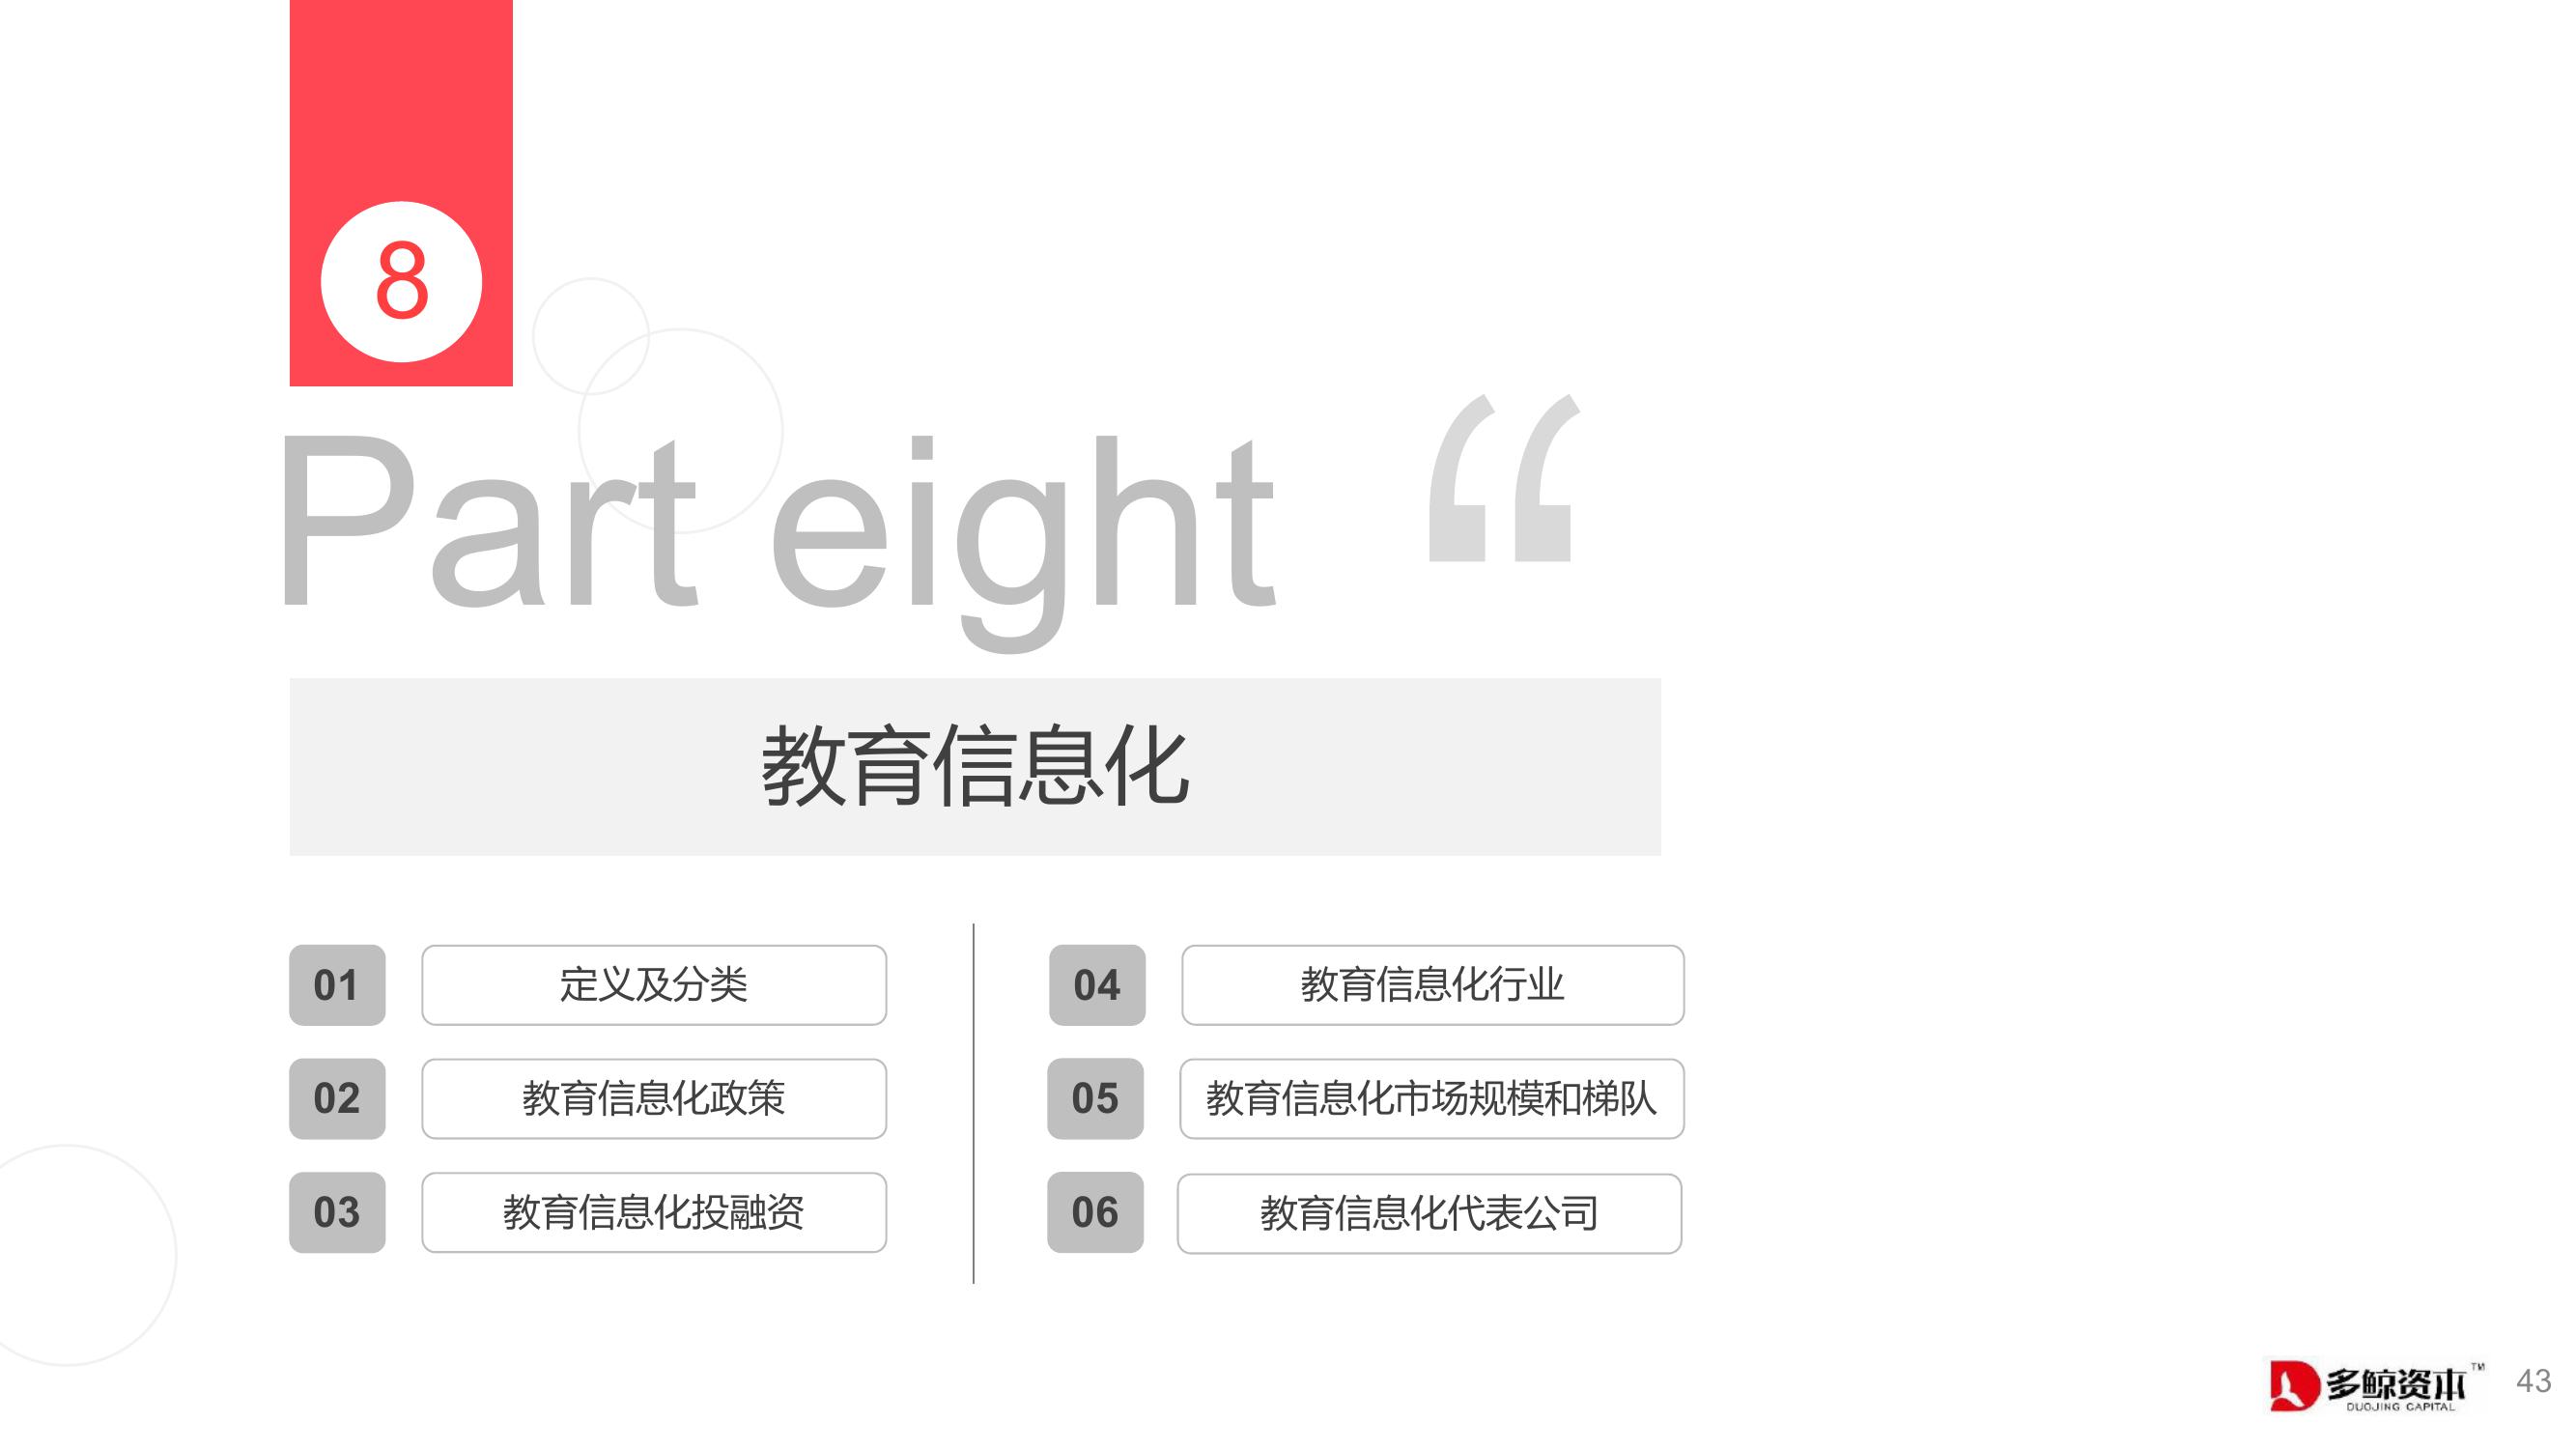 8
Part eight “
教育信息化
01 定义及分类
02 教育信息化政策
03 教育信息化投融资
04 教育信息化行业
05 教育信息化市场规模和梯队
06 教育信息化代表公司
多鲸资本™
DUOJING CAPITAL
43